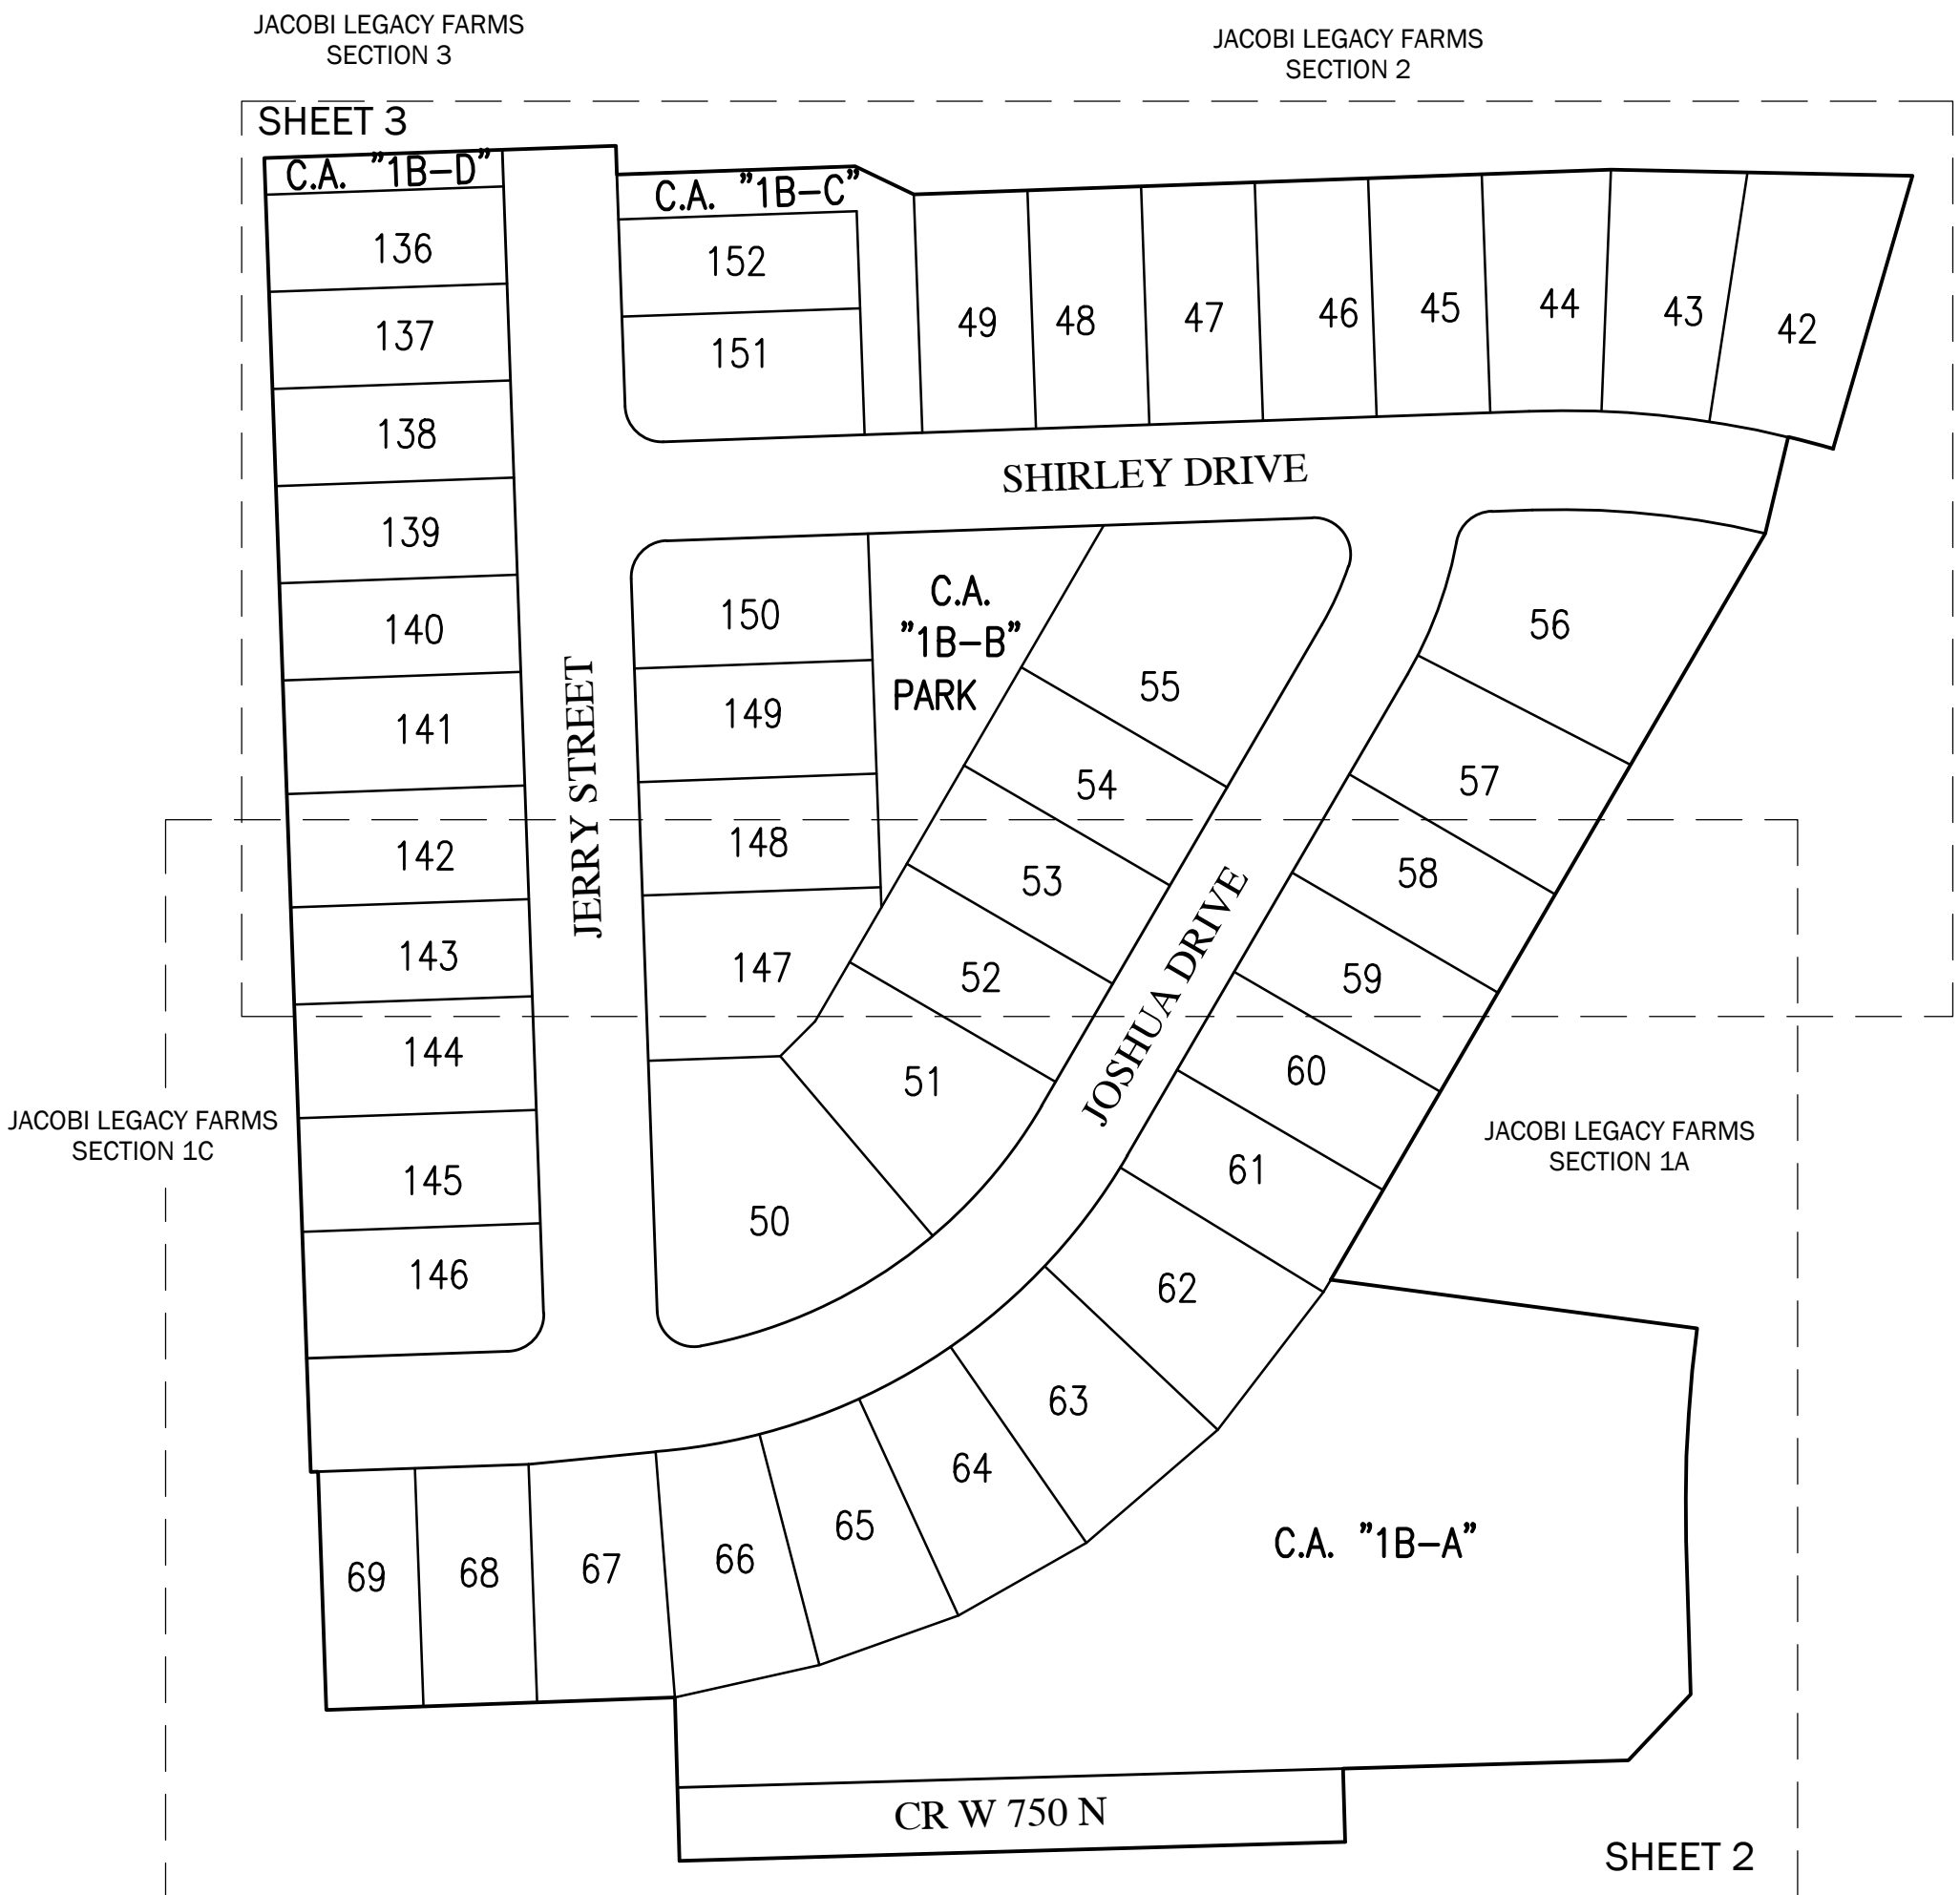 JACOBI LEGACY FARMS
SECTION 3
JACOBI LEGACY FARMS
SECTION 2
SHEET 3
C.A. "1B-D"
C.A. "1B-C"
136
137
138
139
140
141
142
143
144
145
146
152
151
49
48
47
46
45
44
43
42
SHIRLEY DRIVE
JERRY STREET
150
149
148
147
C.A.
"1B-B"
PARK
55
54
53
52
51
50
JOSHUA DRIVE
56
57
58
59
60
61
62
63
64
65
66
67
68
69
JACOBI LEGACY FARMS
SECTION 1C
JACOBI LEGACY FARMS
SECTION 1A
C.A. "1B-A"
CR W 750 N
SHEET 2